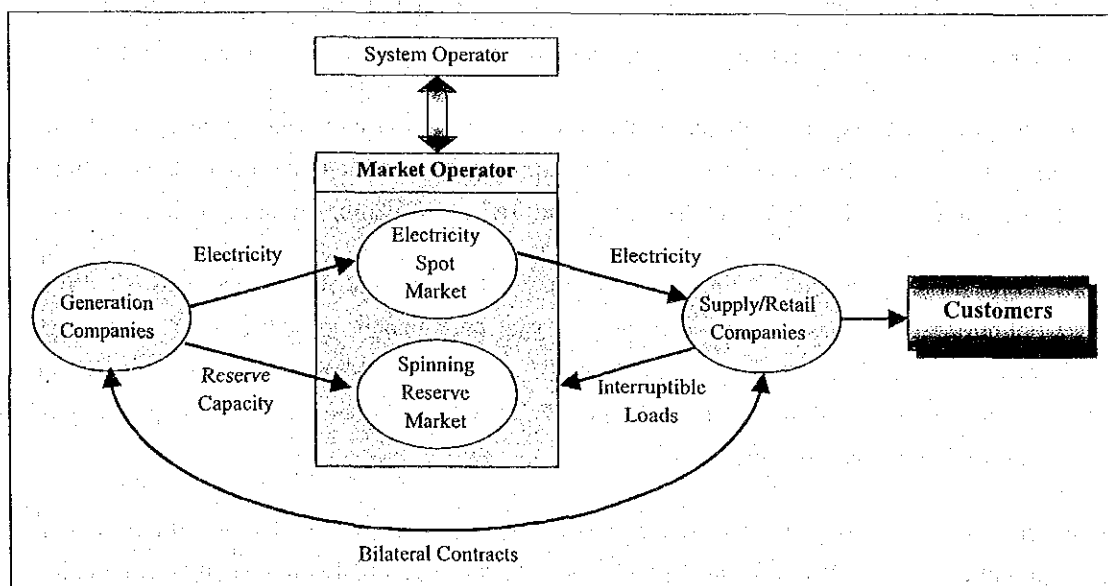 System Operator
Market Operator
Electricity
Spot
Market
Electricity
Electricity
Generation
Companies
Supply/Retail
Companies
Customers
Reserve
Capacity
Spinning
Reserve
Market
Interruptible
Loads
Bilateral Contracts